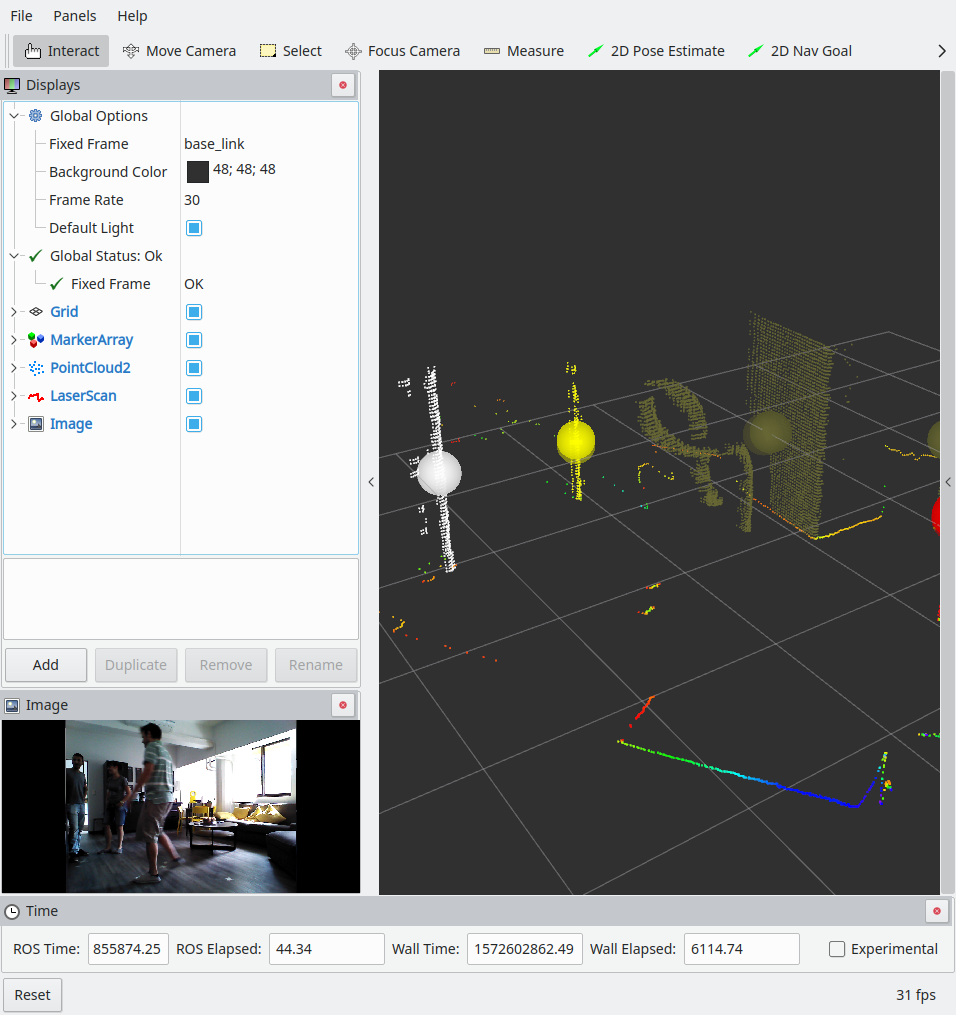 File Panels Help
Interact Move Camera Select Focus Camera Measure 2D Pose Estimate 2D Nav Goal
Displays
Global Options
Fixed Frame base_link
Background Color 48; 48; 48
Frame Rate 30
Default Light
Global Status: Ok
Fixed Frame OK
Grid
MarkerArray
PointCloud2
LaserScan
Image
Add Duplicate Remove Rename
Image
Time
ROS Time: 855874.25 ROS Elapsed: 44.34 Wall Time: 1572602862.49 Wall Elapsed: 6114.74 Experimental
Reset 31 fps